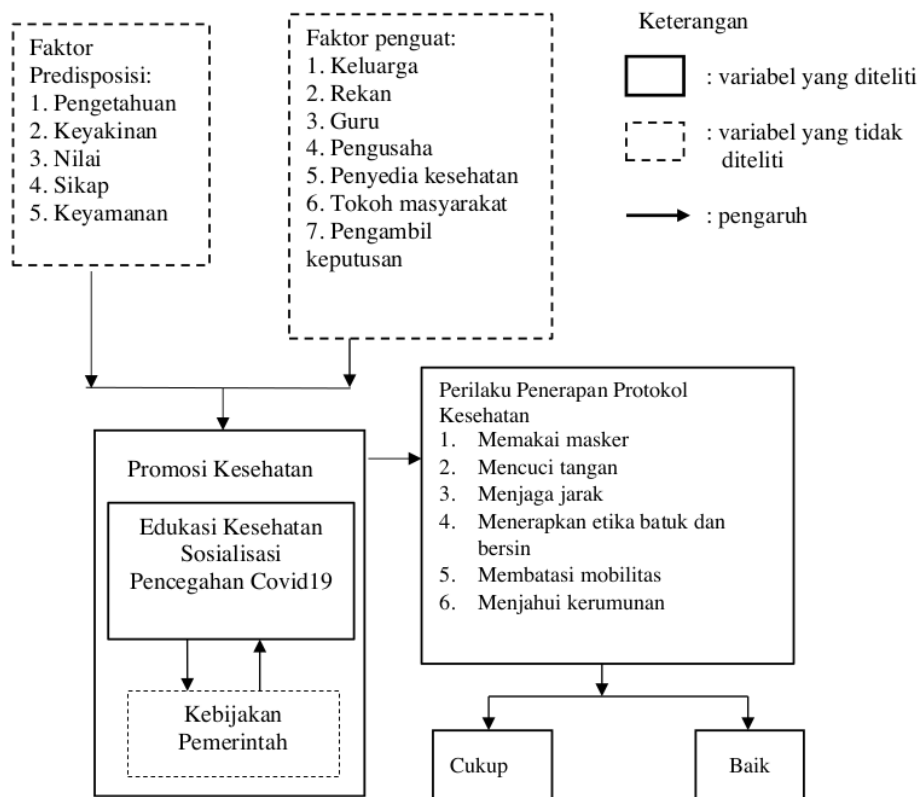 Faktor
Predisposisi:
1. Pengetahuan
2. Keyakinan
3. Nilai
4. Sikap
5. Keyamanan
Faktor penguat:
1. Keluarga
2. Rekan
3. Guru
4. Pengusaha
5. Penyedia kesehatan
6. Tokoh masyarakat
7. Pengambil
keputusan
Keterangan
: variabel yang diteliti
: variabel yang tidak
diteliti
: pengaruh
Promosi Kesehatan
Edukasi Kesehatan
Sosialisasi
Pencegahan Covid19
Kebijakan
Pemerintah
Perilaku Penerapan Protokol
Kesehatan
1. Memakai masker
2. Mencuci tangan
3. Menjaga jarak
4. Menerapkan etika batuk dan
bersin
5. Membatasi mobilitas
6. Menjahui kerumunan
Cukup
Baik